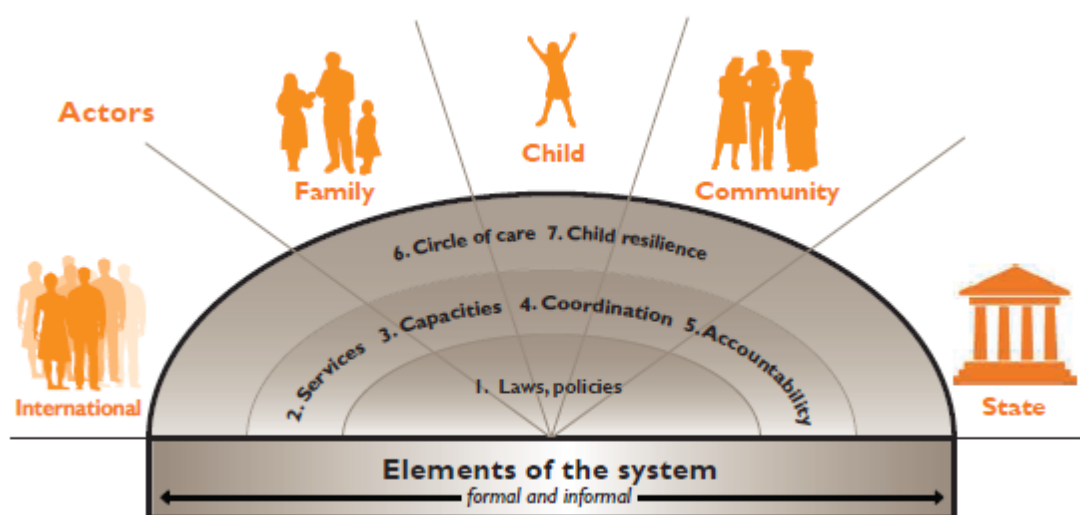 Actors
Family
Child
Community
International
State
6. Circle of care 7. Child resilience
2. Services 3. Capacities 4. Coordination 5. Accountability
1. Laws, policies
Elements of the system
formal and informal